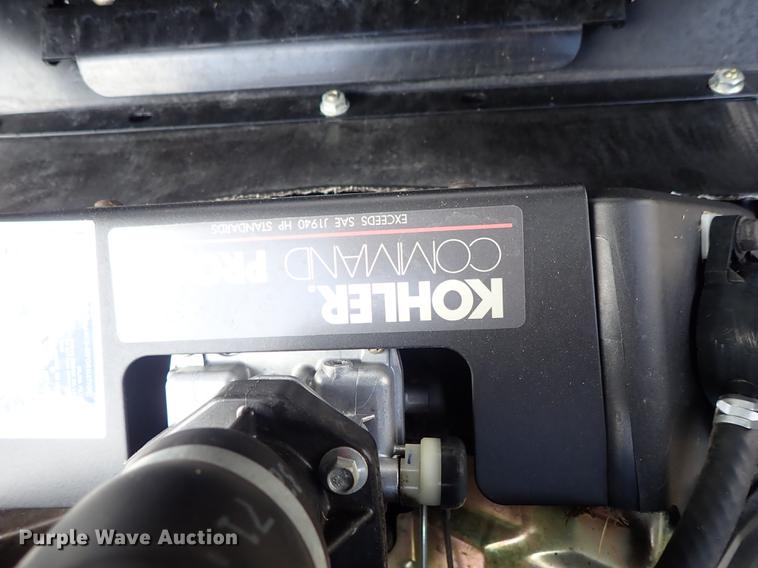 KOHLER.
COMMAND PRO
EXCEEDS SAE J1940 HP STANDARDS
Purple Wave Auction